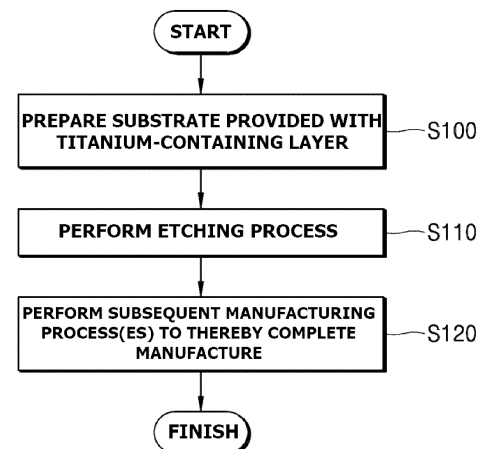 START
PREPARE SUBSTRATE PROVIDED WITH
TITANIUM-CONTAINING LAYER
S100
PERFORM ETCHING PROCESS
S110
PERFORM SUBSEQUENT MANUFACTURING
PROCESS(ES) TO THEREBY COMPLETE
MANUFACTURE
S120
FINISH